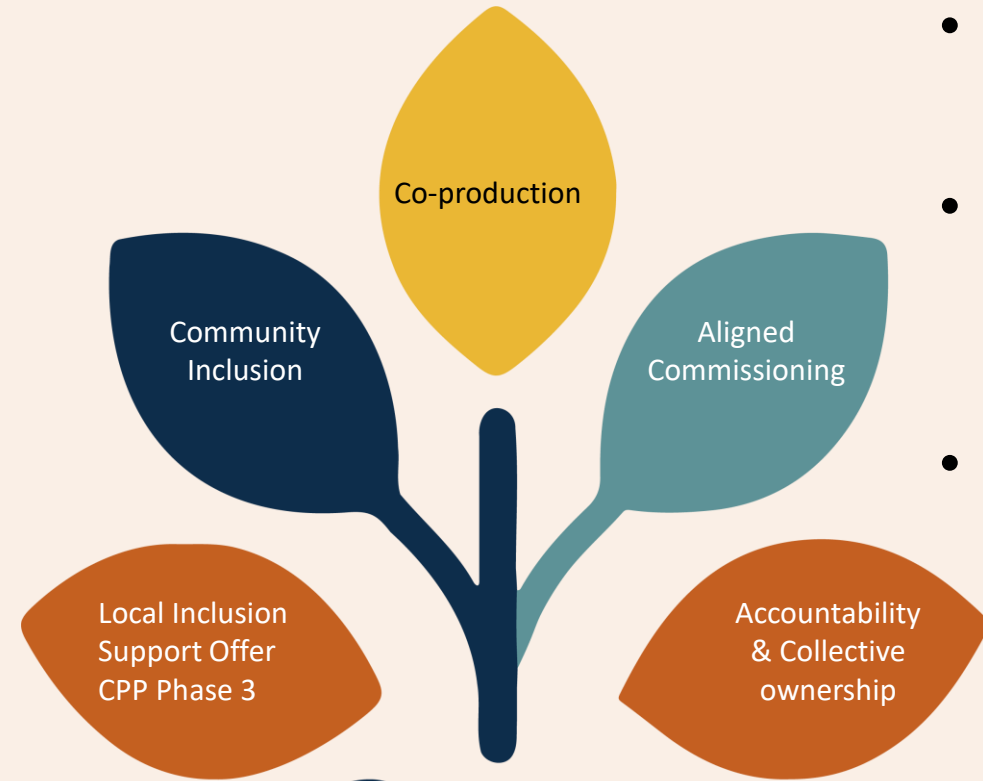 Co-production
Community
Inclusion
Aligned
Commissioning
Local Inclusion
Support Offer
CPP Phase 3
Accountability
& Collective
ownership